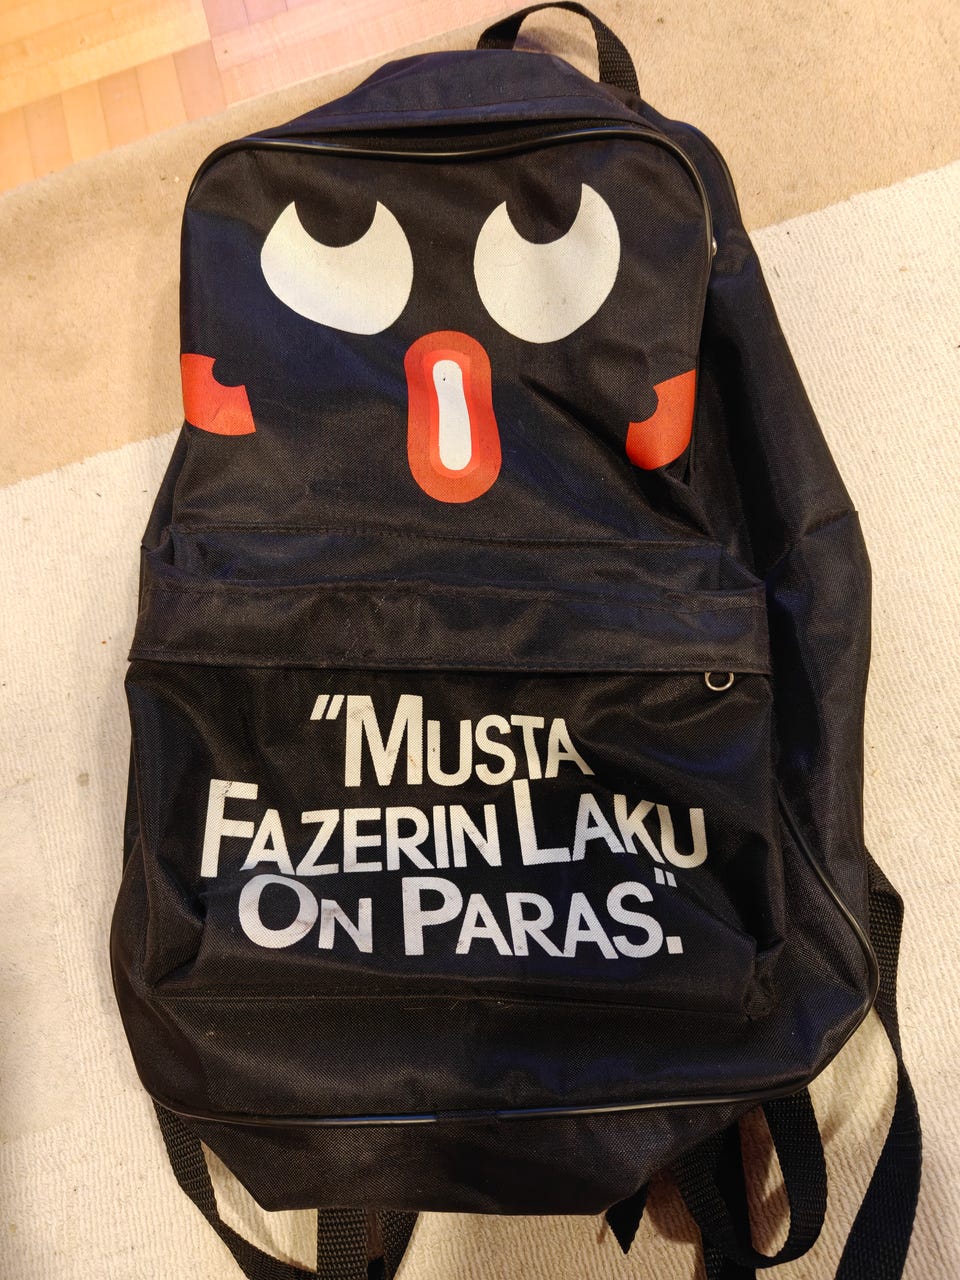 "MUSTA
FAZERIN LAKU
ON PARAS".